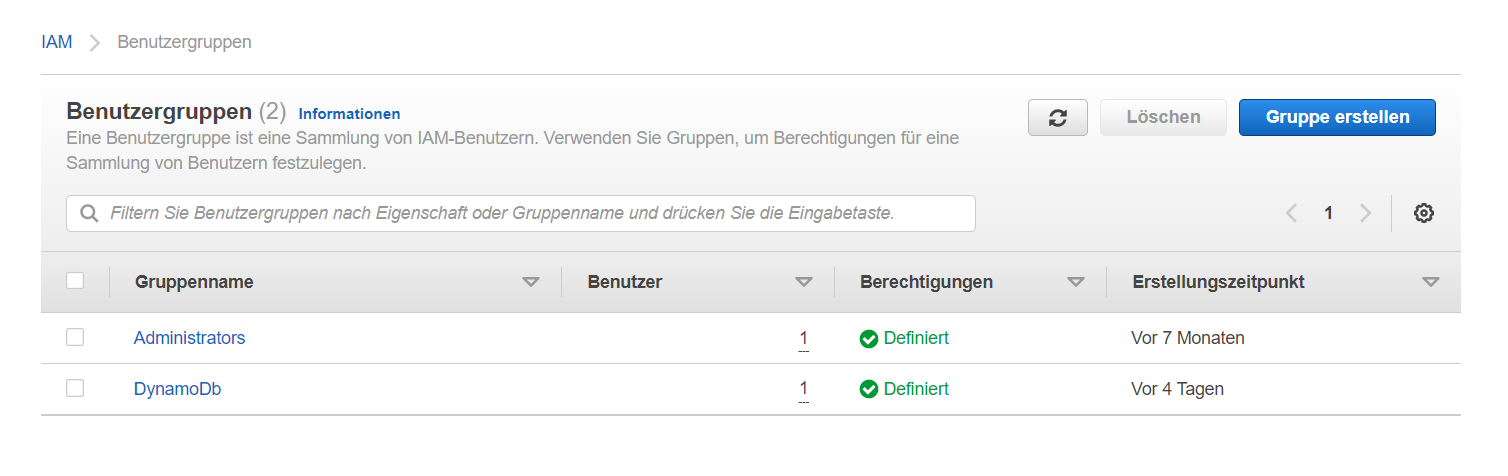 IAM Benutzergruppen
Benutzergruppen (2) Informationen
Eine Benutzergruppe ist eine Sammlung von IAM-Benutzern. Verwenden Sie Gruppen, um Berechtigungen für eine
Sammlung von Benutzern festzulegen.
Löschen
Gruppe erstellen
Filtern Sie Benutzergruppen nach Eigenschaft oder Gruppenname und drücken Sie die Eingabetaste.
1
Gruppenname Benutzer Berechtigungen Erstellungszeitpunkt
Administrators 1 Definiert Vor 7 Monaten
DynamoDb 1 Definiert Vor 4 Tagen